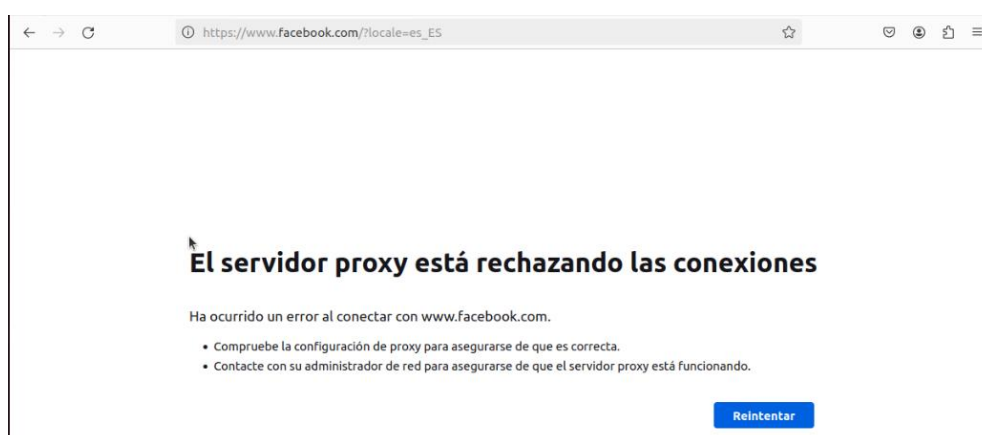 https://www.facebook.com/?locale=es_ES
El servidor proxy está rechazando las conexiones
Ha ocurrido un error al conectar con www.facebook.com.
• Compruebe la configuración de proxy para asegurarse de que es correcta.
• Contacte con su administrador de red para asegurarse de que el servidor proxy está funcionando.
Reintentar